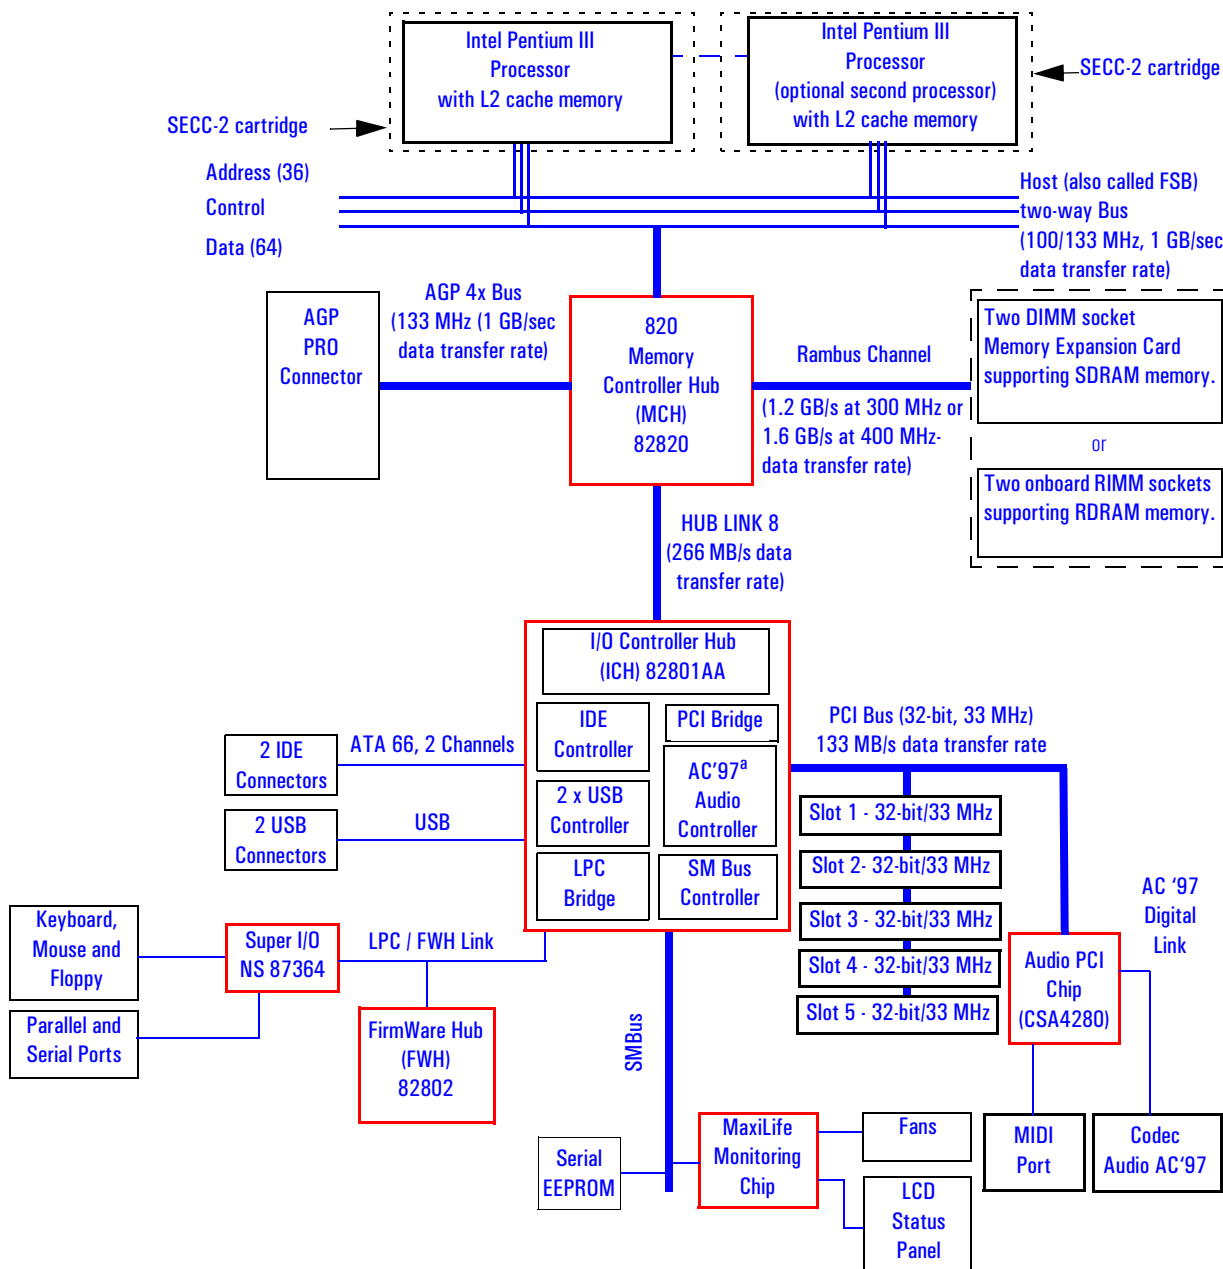 Intel Pentium III
Processor
with L2 cache memory
Intel Pentium III
Processor
(optional second processor)
with L2 cache memory
SECC-2 cartridge
SECC-2 cartridge
Address (36)
Control
Data (64)
Host (also called FSB)
two-way Bus
(100/133 MHz, 1 GB/sec
data transfer rate)
AGP
PRO
Connector
AGP 4x Bus
(133 MHz (1 GB/sec
data transfer rate)
820
Memory
Controller Hub
(MCH)
82820
Rambus Channel
(1.2 GB/s at 300 MHz or
1.6 GB/s at 400 MHz-
data transfer rate)
Two DIMM socket
Memory Expansion Card
supporting SDRAM memory.
or
Two onboard RIMM sockets
supporting RDRAM memory.
HUB LINK 8
(266 MB/s data
transfer rate)
I/O Controller Hub
(ICH) 82801AA
IDE
Controller
PCI Bridge
2 x USB
Controller
AC’97a
Audio
Controller
LPC
Bridge
SM Bus
Controller
2 IDE
Connectors
ATA 66, 2 Channels
2 USB
Connectors
USB
PCI Bus (32-bit, 33 MHz)
133 MB/s data transfer rate
Slot 1 - 32-bit/33 MHz
Slot 2- 32-bit/33 MHz
Slot 3 - 32-bit/33 MHz
Slot 4 - 32-bit/33 MHz
Slot 5 - 32-bit/33 MHz
AC ‘97
Digital
Link
Keyboard,
Mouse and
Floppy
Super I/O
NS 87364
LPC / FWH Link
Parallel and
Serial Ports
FirmWare Hub
(FWH)
82802
Audio PCI
Chip
(CSA4280)
SMBus
Serial
EEPROM
MaxiLife
Monitoring
Chip
Fans
LCD
Status
Panel
MIDI
Port
Codec
Audio AC‘97